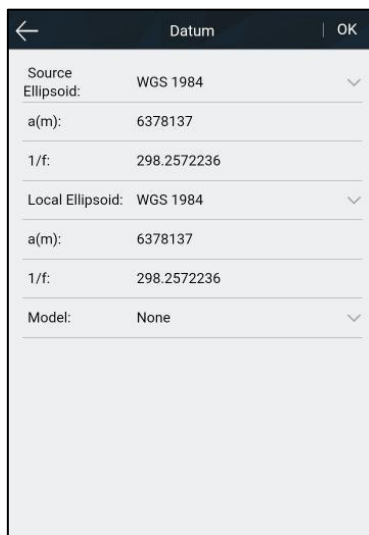 Datum | OK
Source
Ellipsoid: WGS 1984
a(m): 6378137
1/f: 298.2572236
Local Ellipsoid: WGS 1984
a(m): 6378137
1/f: 298.2572236
Model: None